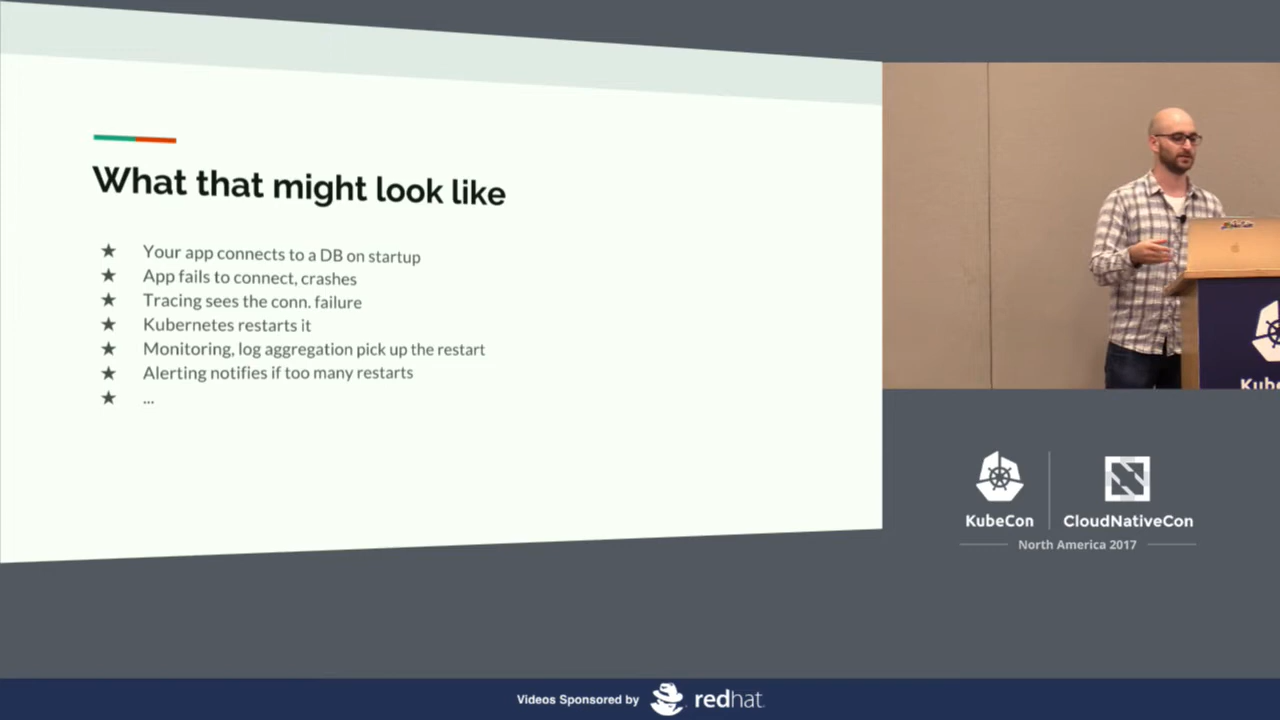 What that might look like
★ Your app connects to a DB on startup
★ App fails to connect, crashes
★ Tracing sees the conn. failure
★ Kubernetes restarts it
★ Monitoring, log aggregation pick up the restart
★ Alerting notifies if too many restarts
★ ...
KubeCon
CloudNativeCon
North America 2017
Videos Sponsored by redhat.